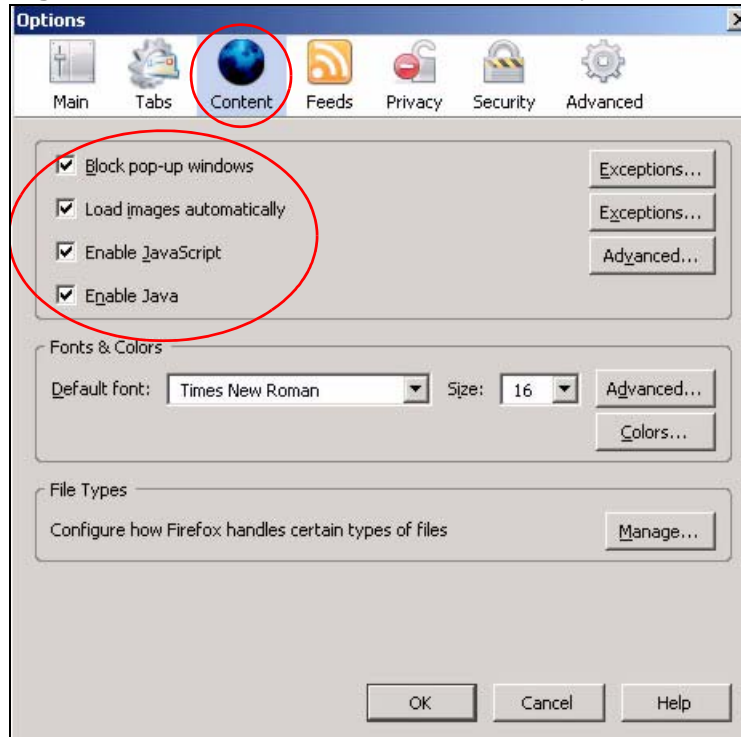 Options
Main Tabs Content Feeds Privacy Security Advanced
Block pop-up windows Exceptions...
Load images automatically Exceptions...
Enable JavaScript Advanced...
Enable Java
Fonts & Colors
Default font: Times New Roman Size: 16 Advanced...
Colors...
File Types
Configure how Firefox handles certain types of files Manage...
OK Cancel Help